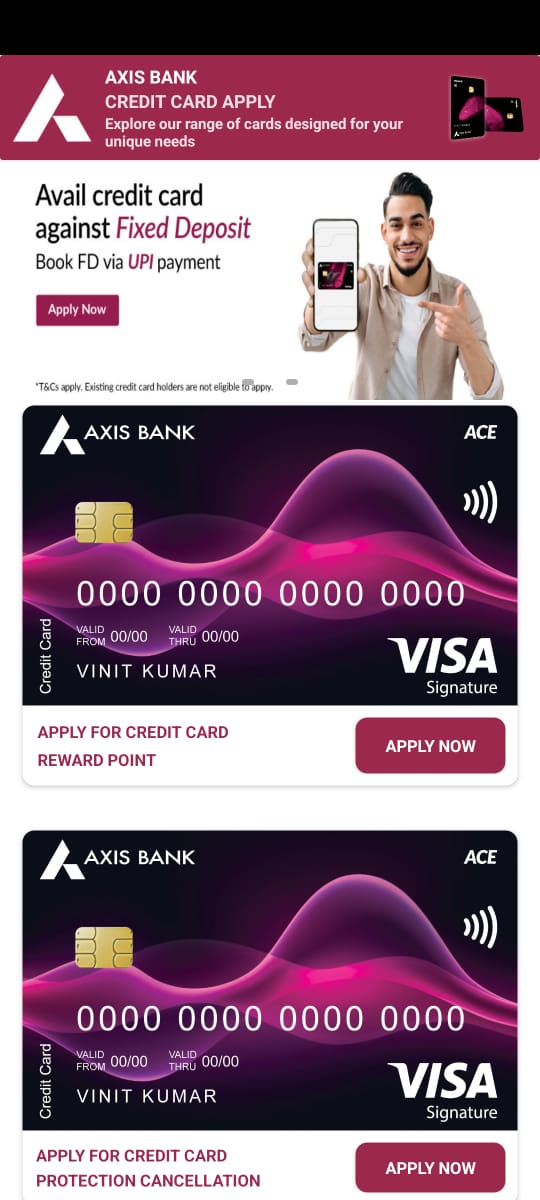 AXIS BANK
CREDIT CARD APPLY
Explore our range of cards designed for your
unique needs
Avail credit card
against Fixed Deposit
Book FD via UPI payment
Apply Now
*T&Cs apply. Existing credit card holders are not eligible to apply.
AXIS BANK
ACE
0000 0000 0000 0000
VALID FROM 00/00 VALID THRU 00/00
VINIT KUMAR
Credit Card
VISA
Signature
APPLY FOR CREDIT CARD
REWARD POINT
APPLY NOW
AXIS BANK
ACE
0000 0000 0000 0000
VALID FROM 00/00 VALID THRU 00/00
VINIT KUMAR
Credit Card
VISA
Signature
APPLY FOR CREDIT CARD
PROTECTION CANCELLATION
APPLY NOW